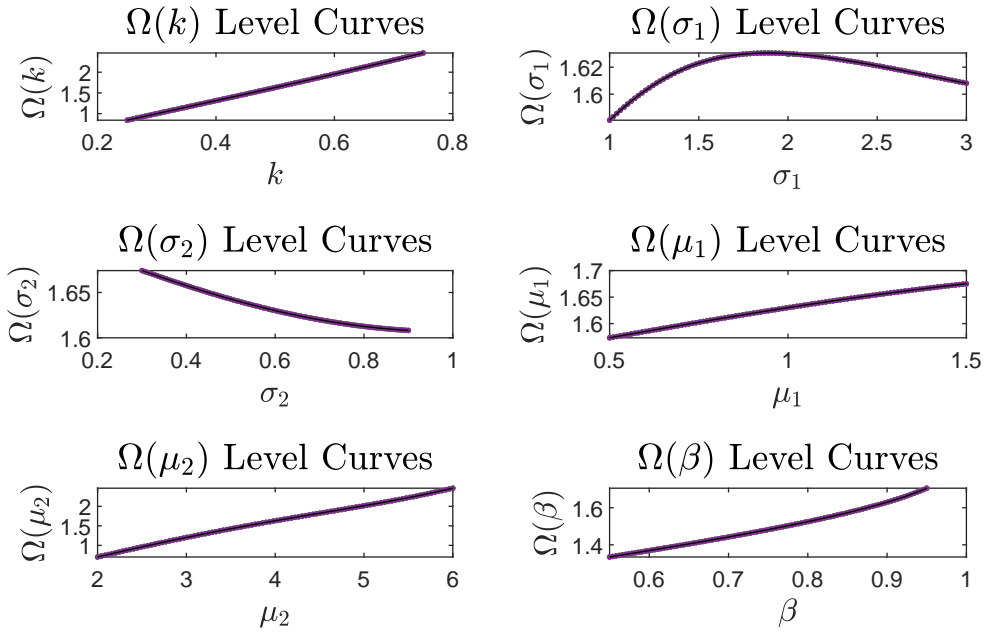 Ω(k) Level Curves
Ω(k)
2
1.5
1
0.2 0.4 0.6 0.8
k
Ω(σ₁) Level Curves
Ω(σ₁)
1.62
1.6
1 1.5 2 2.5 3
σ₁
Ω(σ₂) Level Curves
Ω(σ₂)
1.65
1.6
0.2 0.4 0.6 0.8 1
σ₂
Ω(μ₁) Level Curves
Ω(μ₁)
1.7
1.65
1.6
0.5 1 1.5
μ₁
Ω(μ₂) Level Curves
Ω(μ₂)
2
1.5
1
2 3 4 5 6
μ₂
Ω(β) Level Curves
Ω(β)
1.6
1.4
0.6 0.7 0.8 0.9 1
β